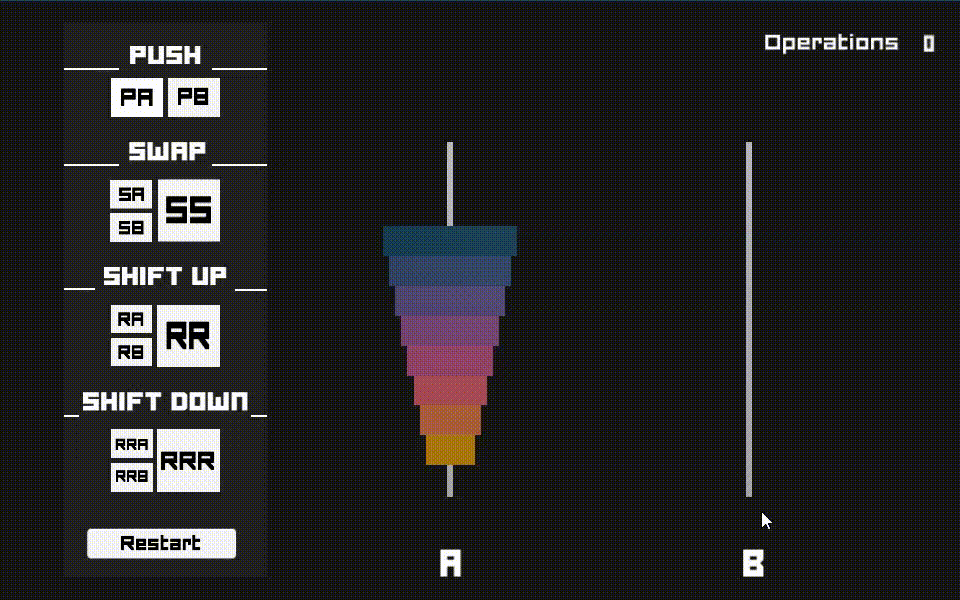 PUSH
PA PB
SWAP
SA SB SS
SHIFT UP
RA RB RR
SHIFT DOWN
RRA RRB RRR
Restart
Operations 0
A B